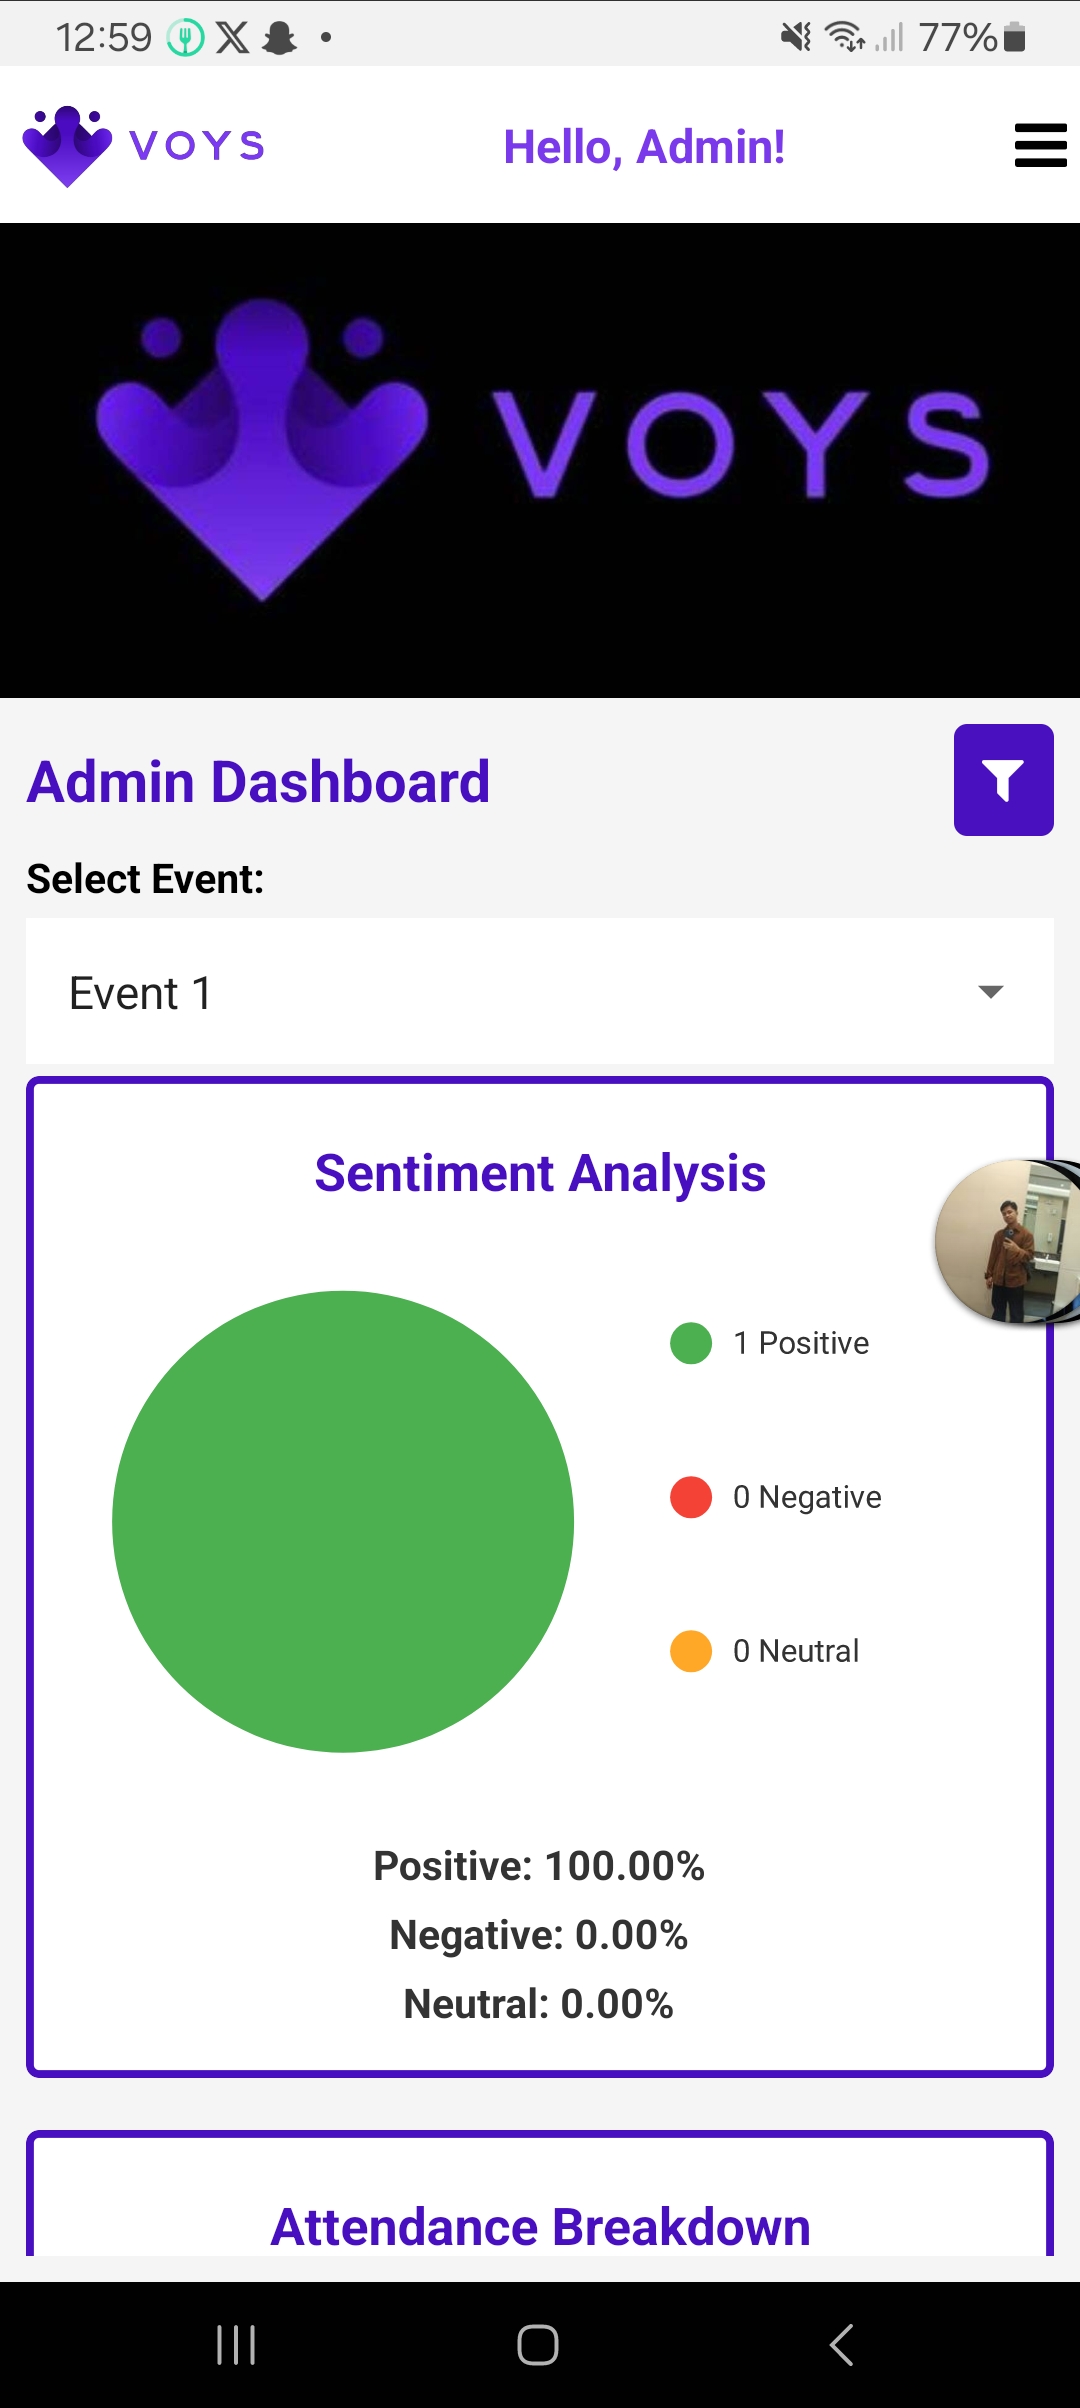 12:59 77%
VOYS Hello, Admin!
VOYS
Admin Dashboard
Select Event:
Event 1
Sentiment Analysis
1 Positive
0 Negative
0 Neutral
Positive: 100.00%
Negative: 0.00%
Neutral: 0.00%
Attendance Breakdown